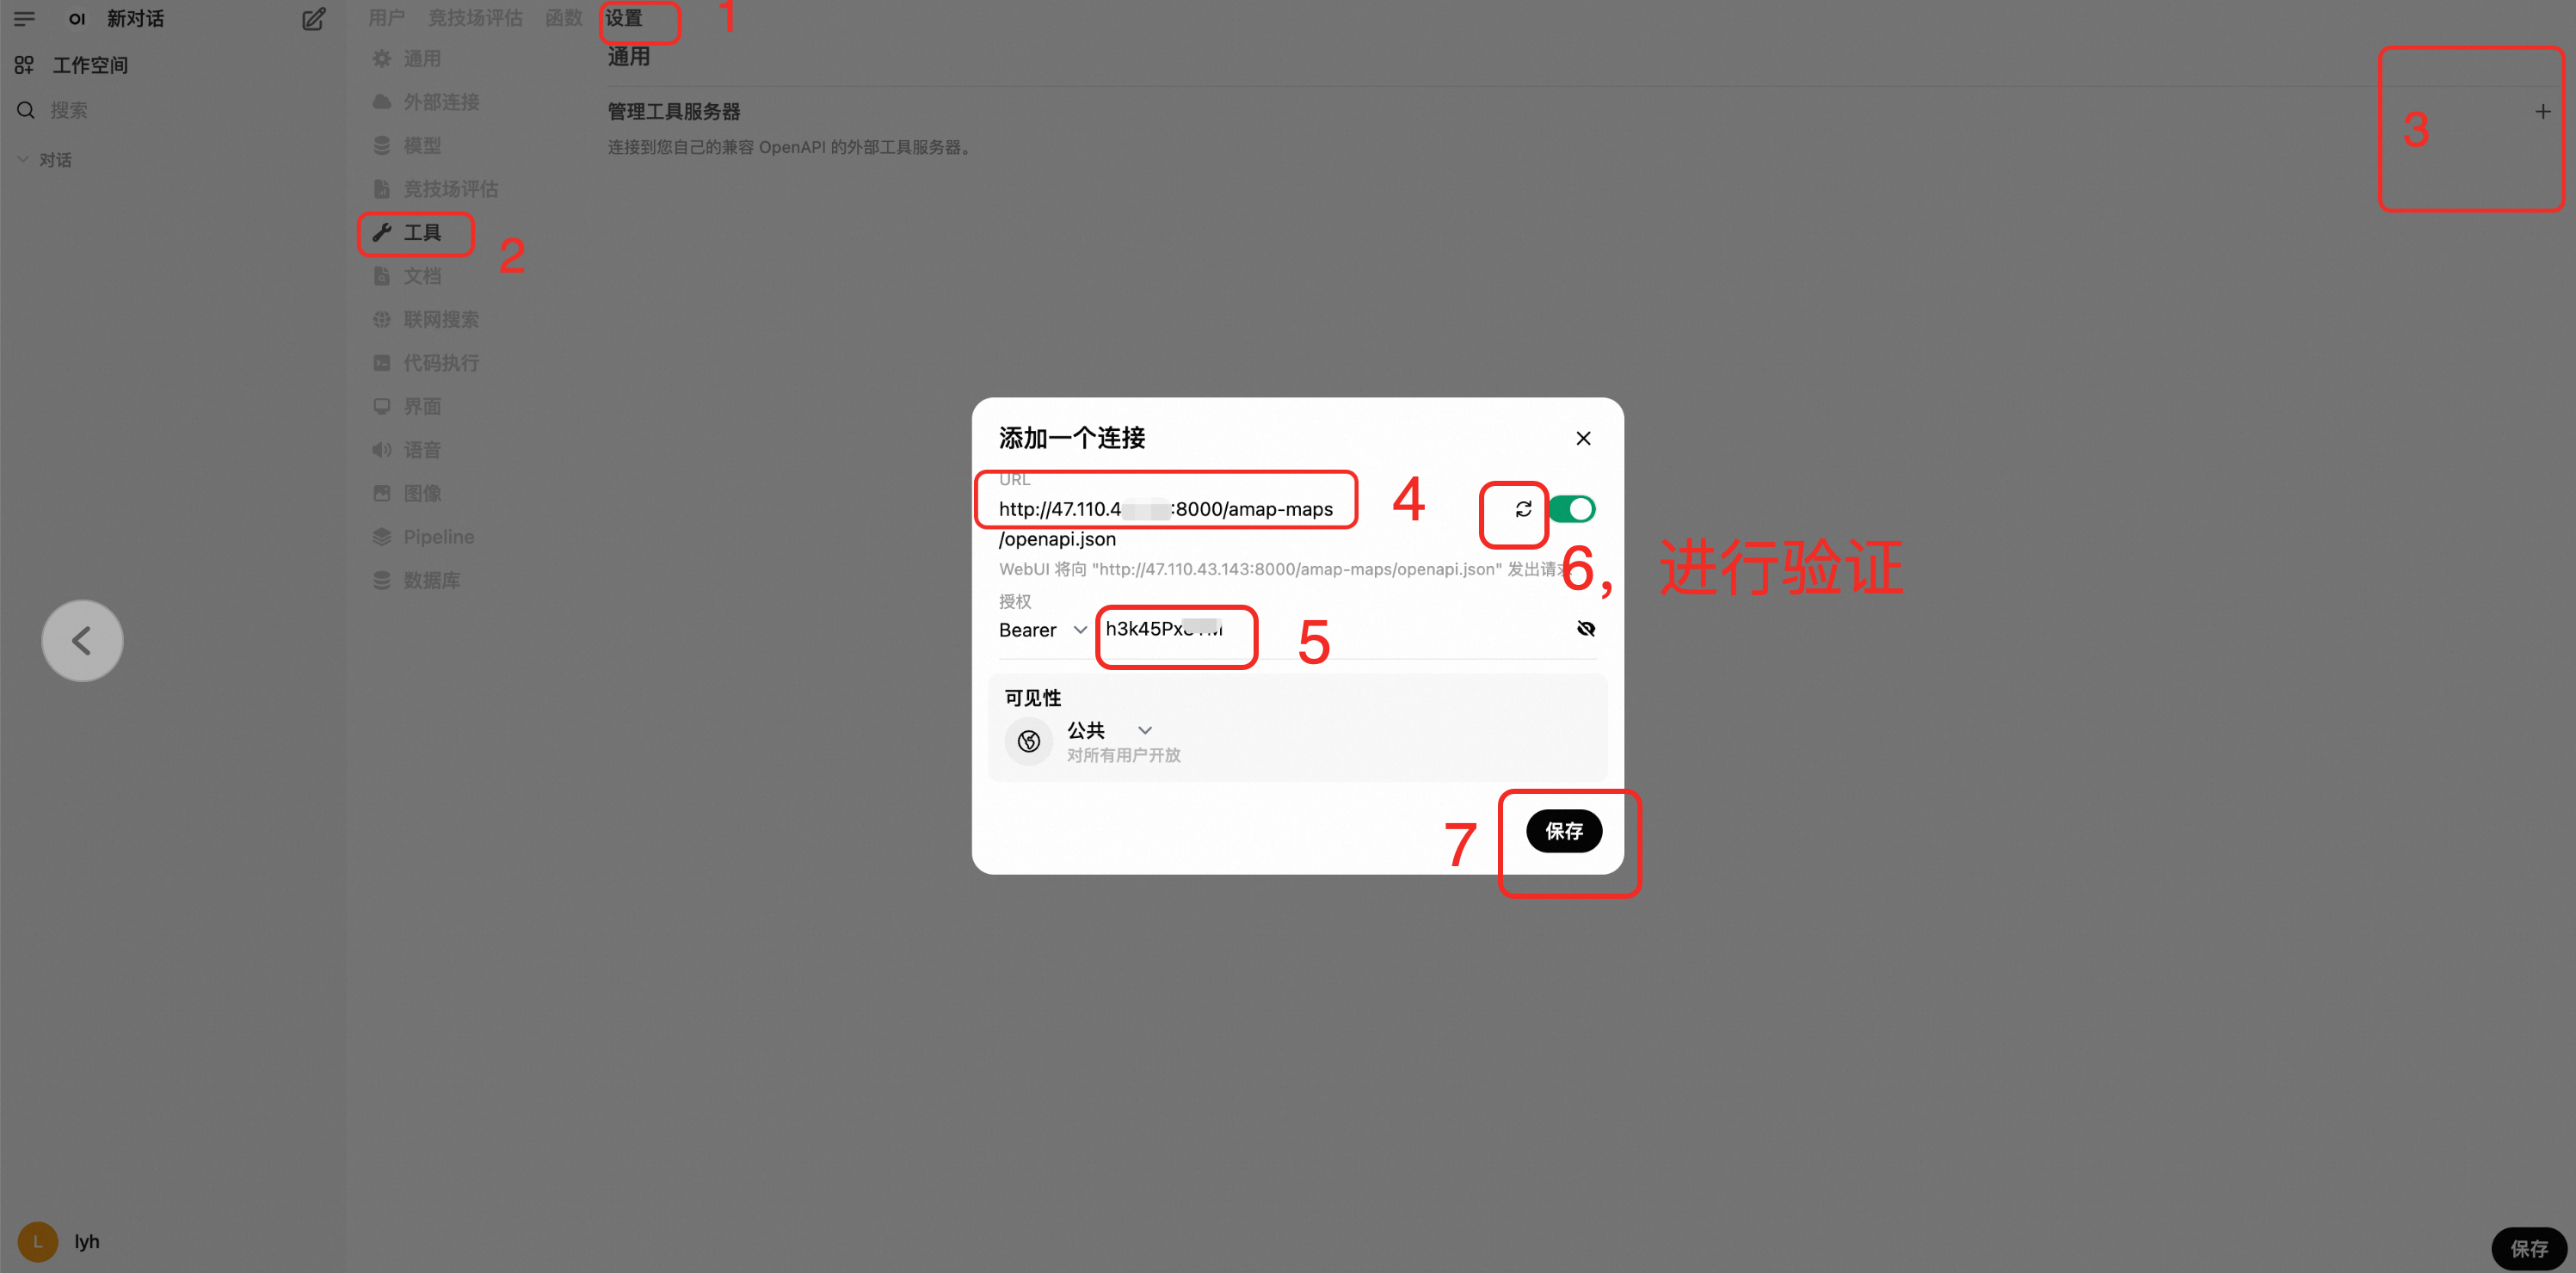 OI 新对话
工作空间
搜索
对话
用户 竞技场评估 函数 设置 1
通用
外部连接
模型
竞技场评估
工具 2
文档
联网搜索
代码执行
界面
语音
图像
Pipeline
数据库
通用
管理工具服务器
连接到您自己的兼容 OpenAPI 的外部工具服务器。
3
添加一个连接
URL
http://47.110.4 :8000/amap-maps 4
/openapi.json
WebUI 将向 "http://47.110.43.143:8000/amap-maps/openapi.json" 发出请求
6，进行验证
授权
Bearer h3k45Px 5
可见性
公共
对所有用户开放
7 保存
L lyh
保存